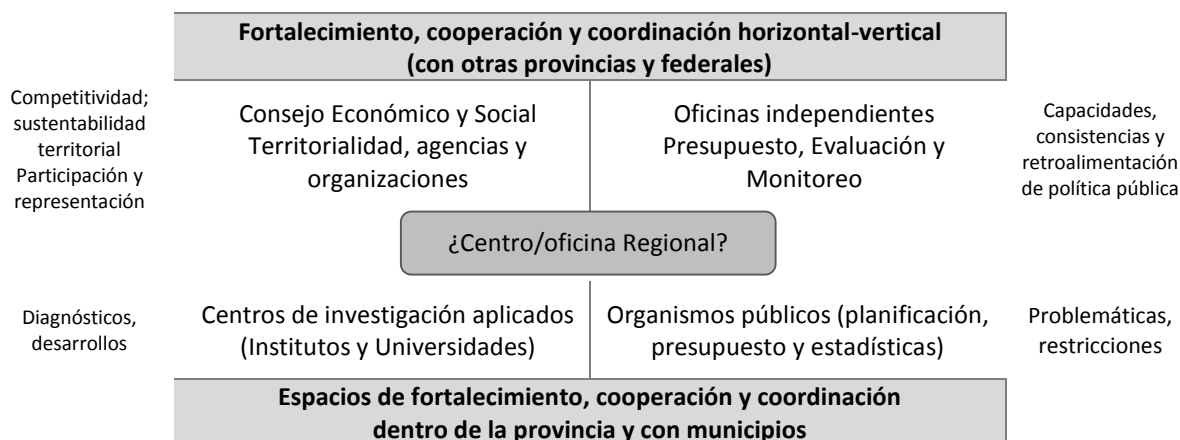 Fortalecimiento, cooperación y coordinación horizontal-vertical
(con otras provincias y federales)
Competitividad;
sustentabilidad
territorial
Participación y
representación
Consejo Económico y Social
Territorialidad, agencias y
organizaciones
Oficinas independientes
Presupuesto, Evaluación y
Monitoreo
Capacidades,
consistencias y
retroalimentación
de política pública
¿Centro/oficina Regional?
Diagnósticos,
desarrollos
Centros de investigación aplicados
(Institutos y Universidades)
Organismos públicos (planificación,
presupuesto y estadísticas)
Problemáticas,
restricciones
Espacios de fortalecimiento, cooperación y coordinación
dentro de la provincia y con municipios